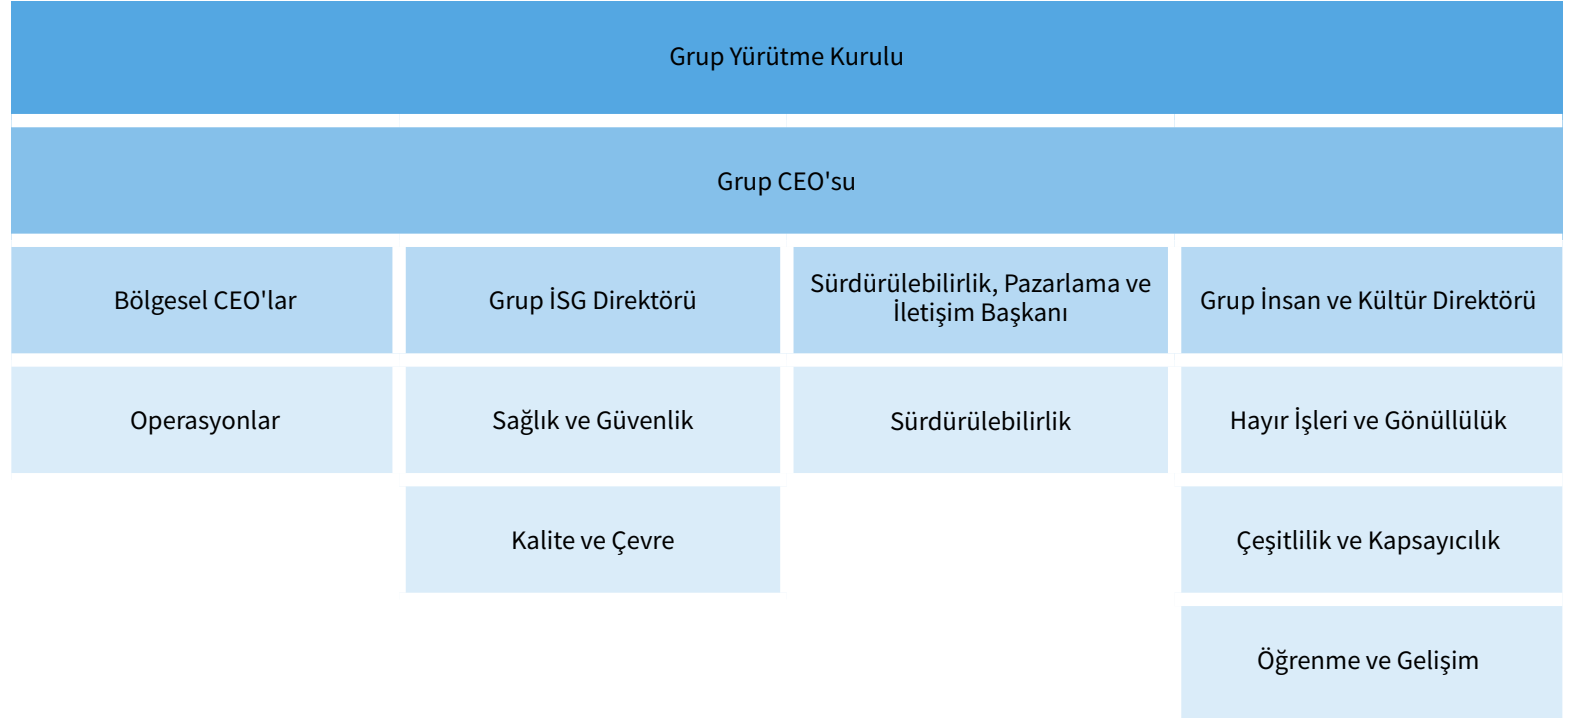 Grup Yürütme Kurulu
Grup CEO'su
Bölgesel CEO'lar
Grup İSG Direktörü
Sürdürülebilirlik, Pazarlama ve
İletişim Başkanı
Grup İnsan ve Kültür Direktörü
Operasyonlar
Sağlık ve Güvenlik
Sürdürülebilirlik
Hayır İşleri ve Gönüllülük
Kalite ve Çevre
Çeşitlilik ve Kapsayıcılık
Öğrenme ve Gelişim